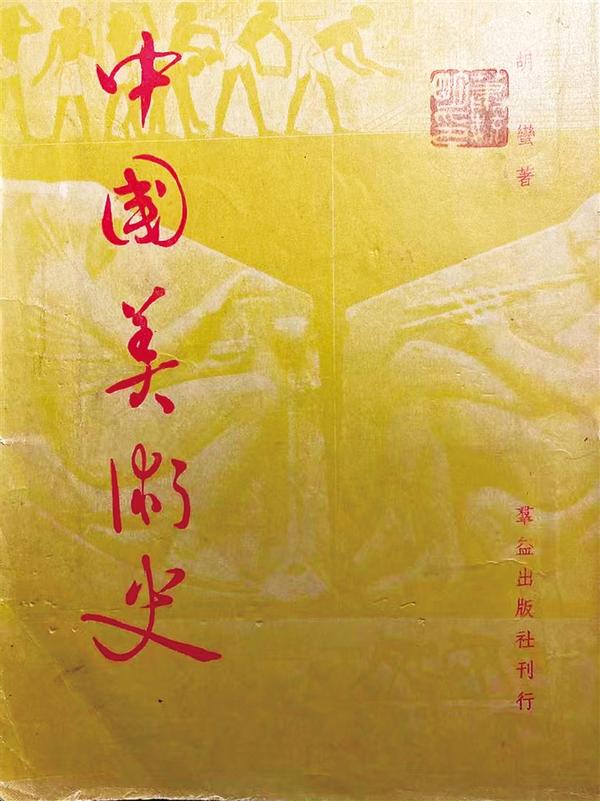 中國美術史
胡蠻著
羣益出版社刊行